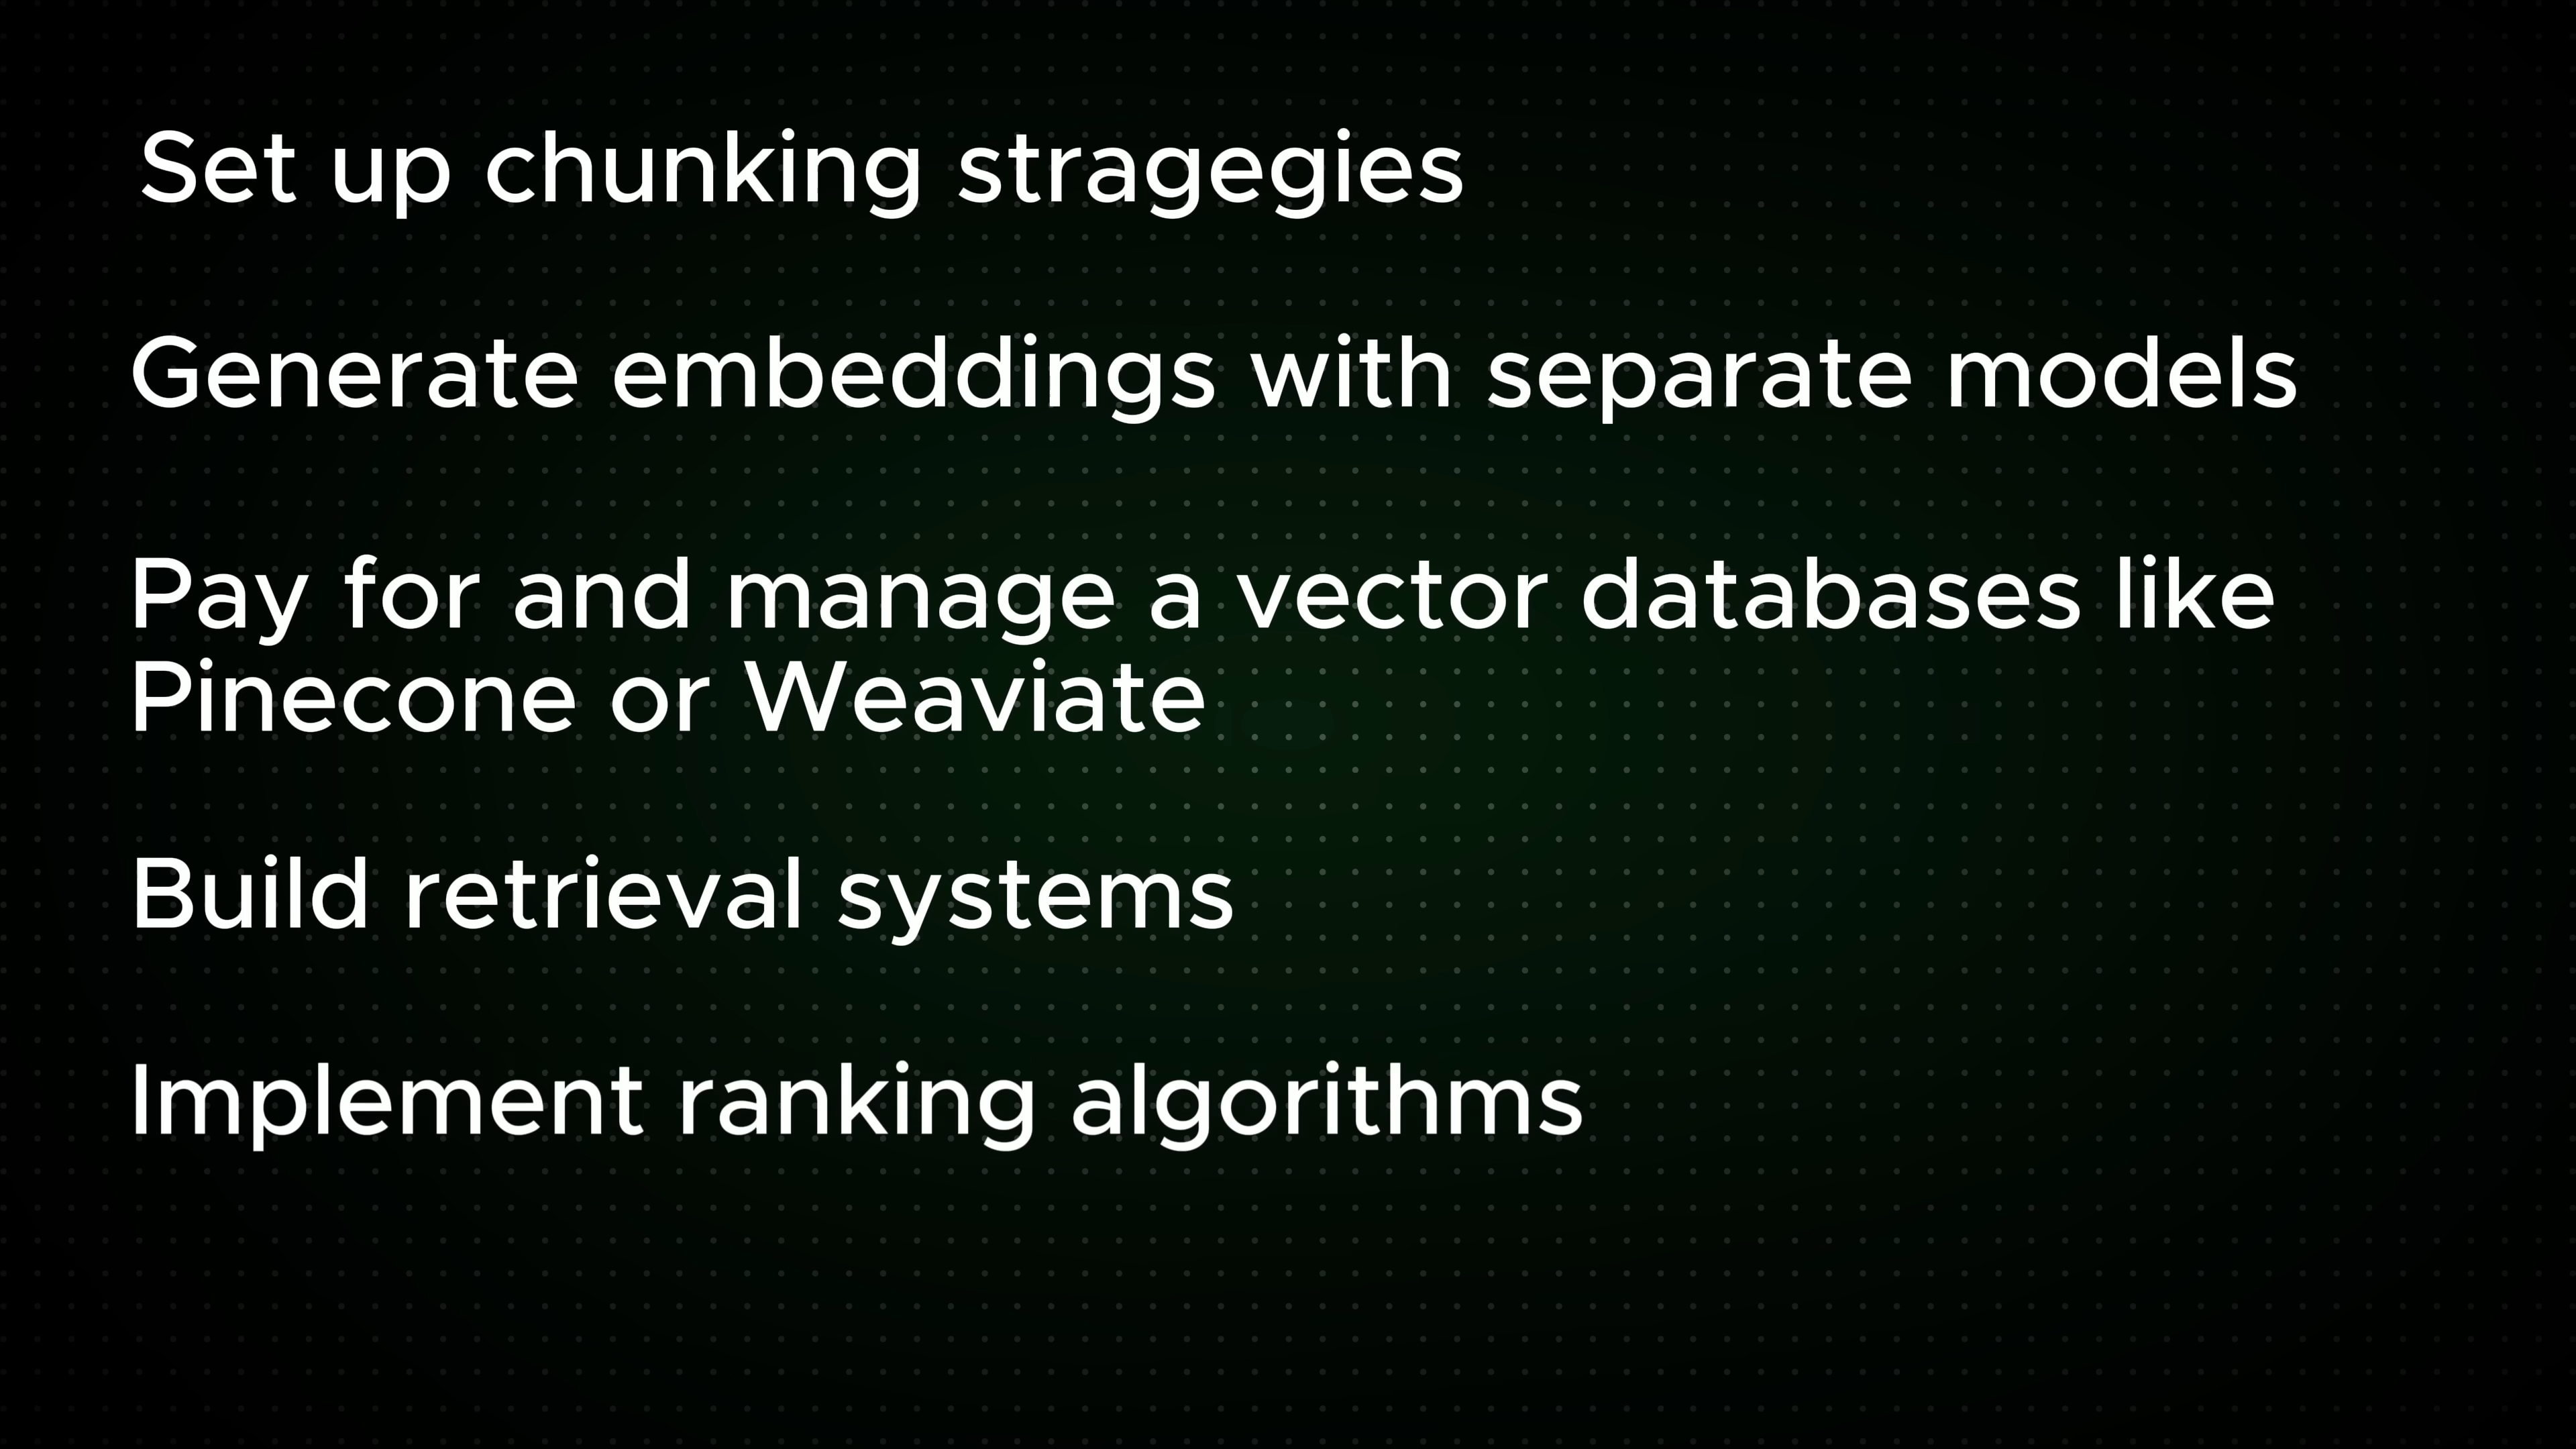 Set up chunking stragegies
Generate embeddings with separate models
Pay for and manage a vector databases like
Pinecone or Weaviate
Build retrieval systems
Implement ranking algorithms